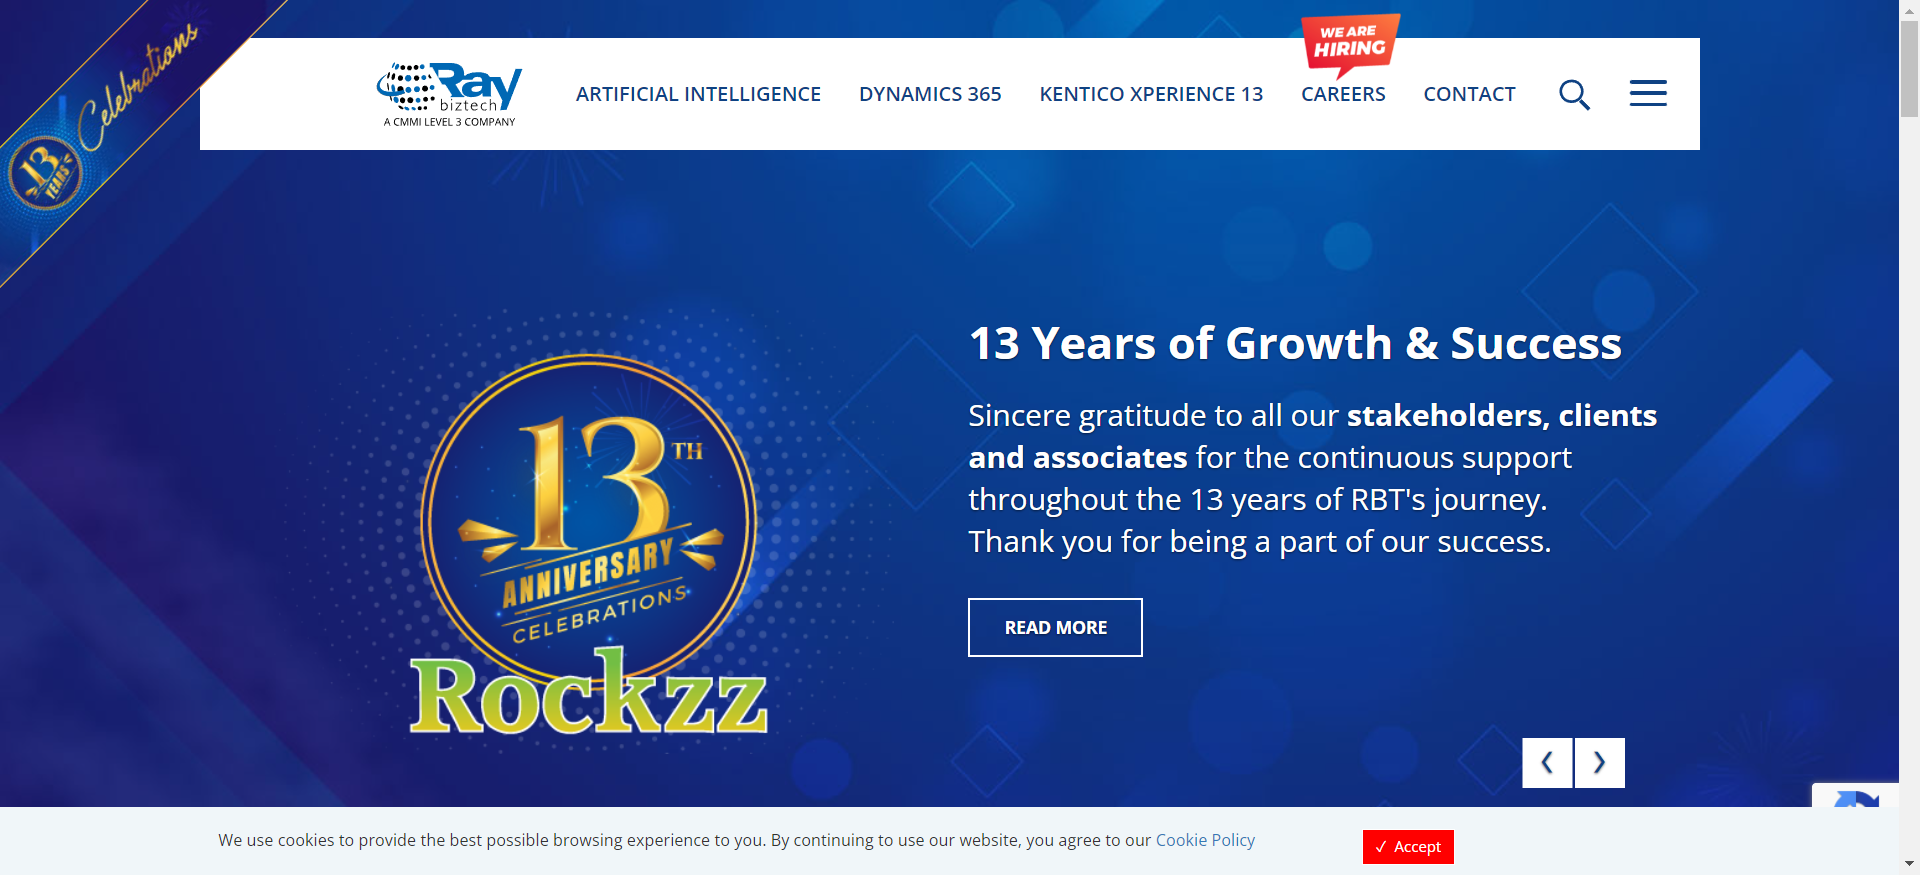 Celebrations
13
YEARS
Ray
biztech
A CMMI LEVEL 3 COMPANY
ARTIFICIAL INTELLIGENCE
DYNAMICS 365
KENTICO XPERIENCE 13
WE ARE
HIRING
CAREERS
CONTACT
13TH
ANNIVERSARY
CELEBRATIONS
Rockzz
13 Years of Growth & Success
Sincere gratitude to all our stakeholders, clients
and associates for the continuous support
throughout the 13 years of RBT's journey.
Thank you for being a part of our success.
READ MORE
We use cookies to provide the best possible browsing experience to you. By continuing to use our website, you agree to our Cookie Policy
✓ Accept